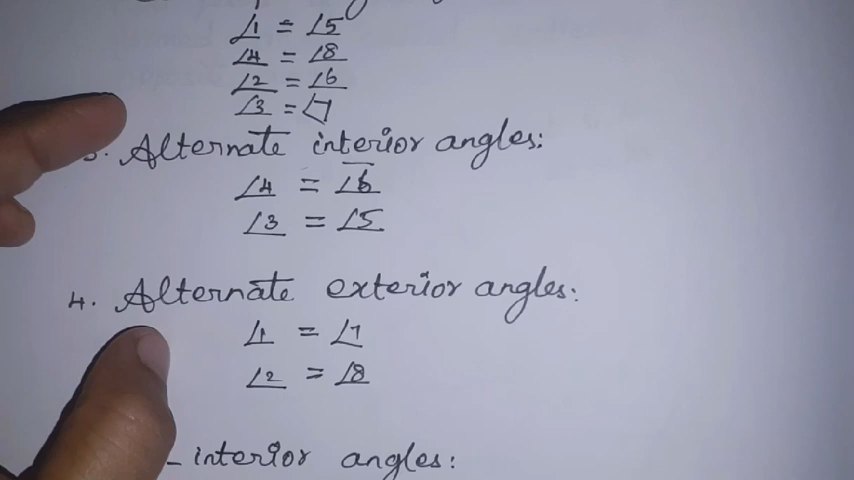 ∠1 = ∠5
∠4 = ∠8
∠2 = ∠6
∠3 = ∠7
3. Alternate interior angles:
∠4 = ∠6
∠3 = ∠5
4. Alternate exterior angles:
∠1 = ∠7
∠2 = ∠8
- interior angles: